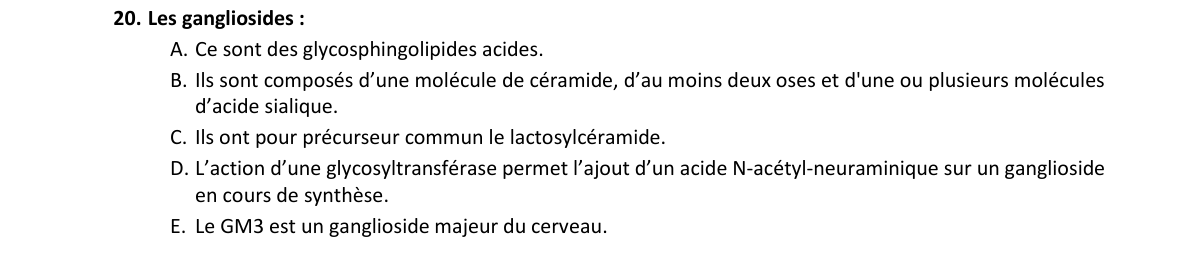 20. Les gangliosides :
A. Ce sont des glycosphingolipides acides.
B. Ils sont composés d’une molécule de céramide, d’au moins deux oses et d'une ou plusieurs molécules
d’acide sialique.
C. Ils ont pour précurseur commun le lactosylcéramide.
D. L’action d’une glycosyltransférase permet l’ajout d’un acide N-acétyl-neuraminique sur un ganglioside
en cours de synthèse.
E. Le GM3 est un ganglioside majeur du cerveau.